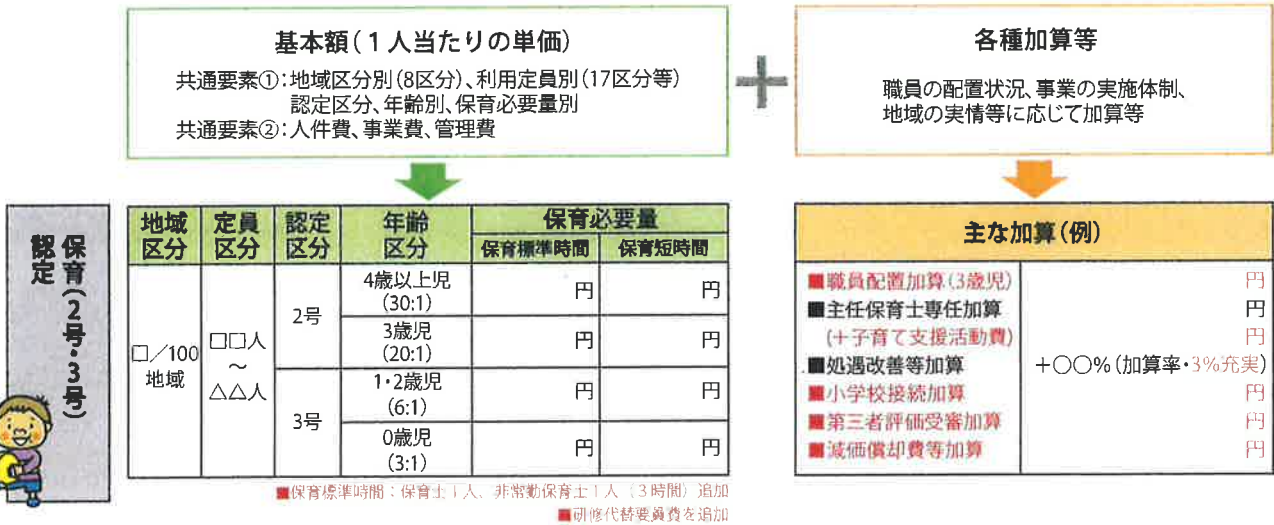 基本額(1人当たりの単価)
共通要素①:地域区分別(8区分)、利用定員別(17区分等)
認定区分、年齢別、保育必要量別
共通要素②:人件費、事業費、管理費
+
各種加算等
職員の配置状況、事業の実施体制、
地域の実情等に応じて加算等
保育(2号・3号)
認定
地域区分 定員区分 認定区分 年齢区分 保育必要量
保育標準時間 保育短時間
□/100地域 □□人～△△人
2号 4歳以上児(30:1) 円 円
3歳児(20:1) 円 円
3号 1・2歳児(6:1) 円 円
0歳児(3:1) 円 円
■保育標準時間:保育士1人、非常勤保育士1人(3時間)追加
■研修代替要員費を追加
主な加算(例)
■職員配置加算(3歳児) 円
■主任保育士専任加算 円
(+子育て支援活動費) 円
■処遇改善等加算 +○○%(加算率・3%充実)
■小学校接続加算 円
■第三者評価受審加算 円
■減価償却費等加算 円